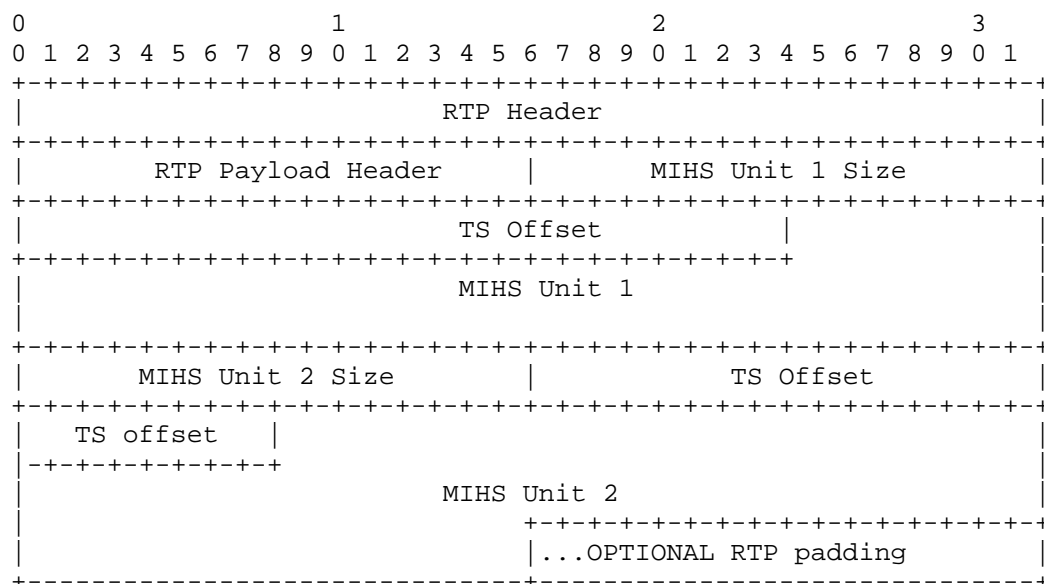 0                   1                   2                   3
0 1 2 3 4 5 6 7 8 9 0 1 2 3 4 5 6 7 8 9 0 1 2 3 4 5 6 7 8 9 0 1
RTP Header
RTP Payload Header MIHS Unit 1 Size
TS Offset
MIHS Unit 1
MIHS Unit 2 Size TS Offset
TS offset
MIHS Unit 2
...OPTIONAL RTP padding